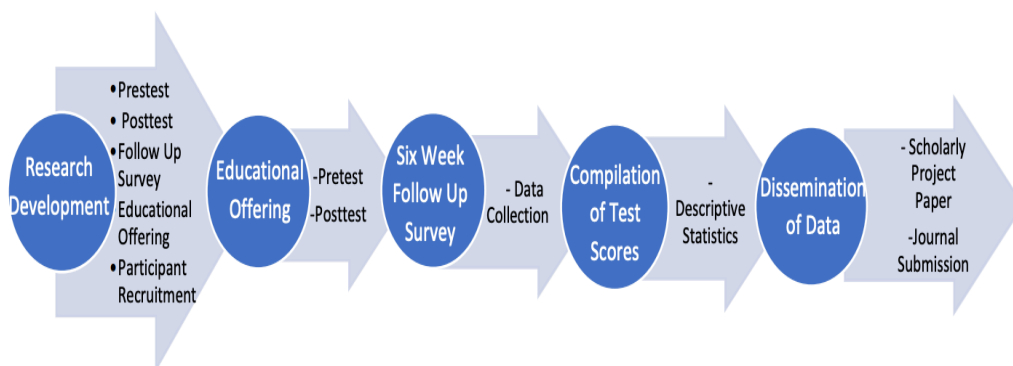 Research
Development
•Prestest
• Posttest
•Follow Up
Survey
Educational
Offering
•Participant
Recruitment
Educational
Offering
-Pretest
-Posttest
Six Week
Follow Up
Survey
- Data
Collection
Compilation
of Test
Scores
-
Descriptive
Statistics
Dissemination
of Data
- Scholarly
Project
Paper
-Journal
Submission